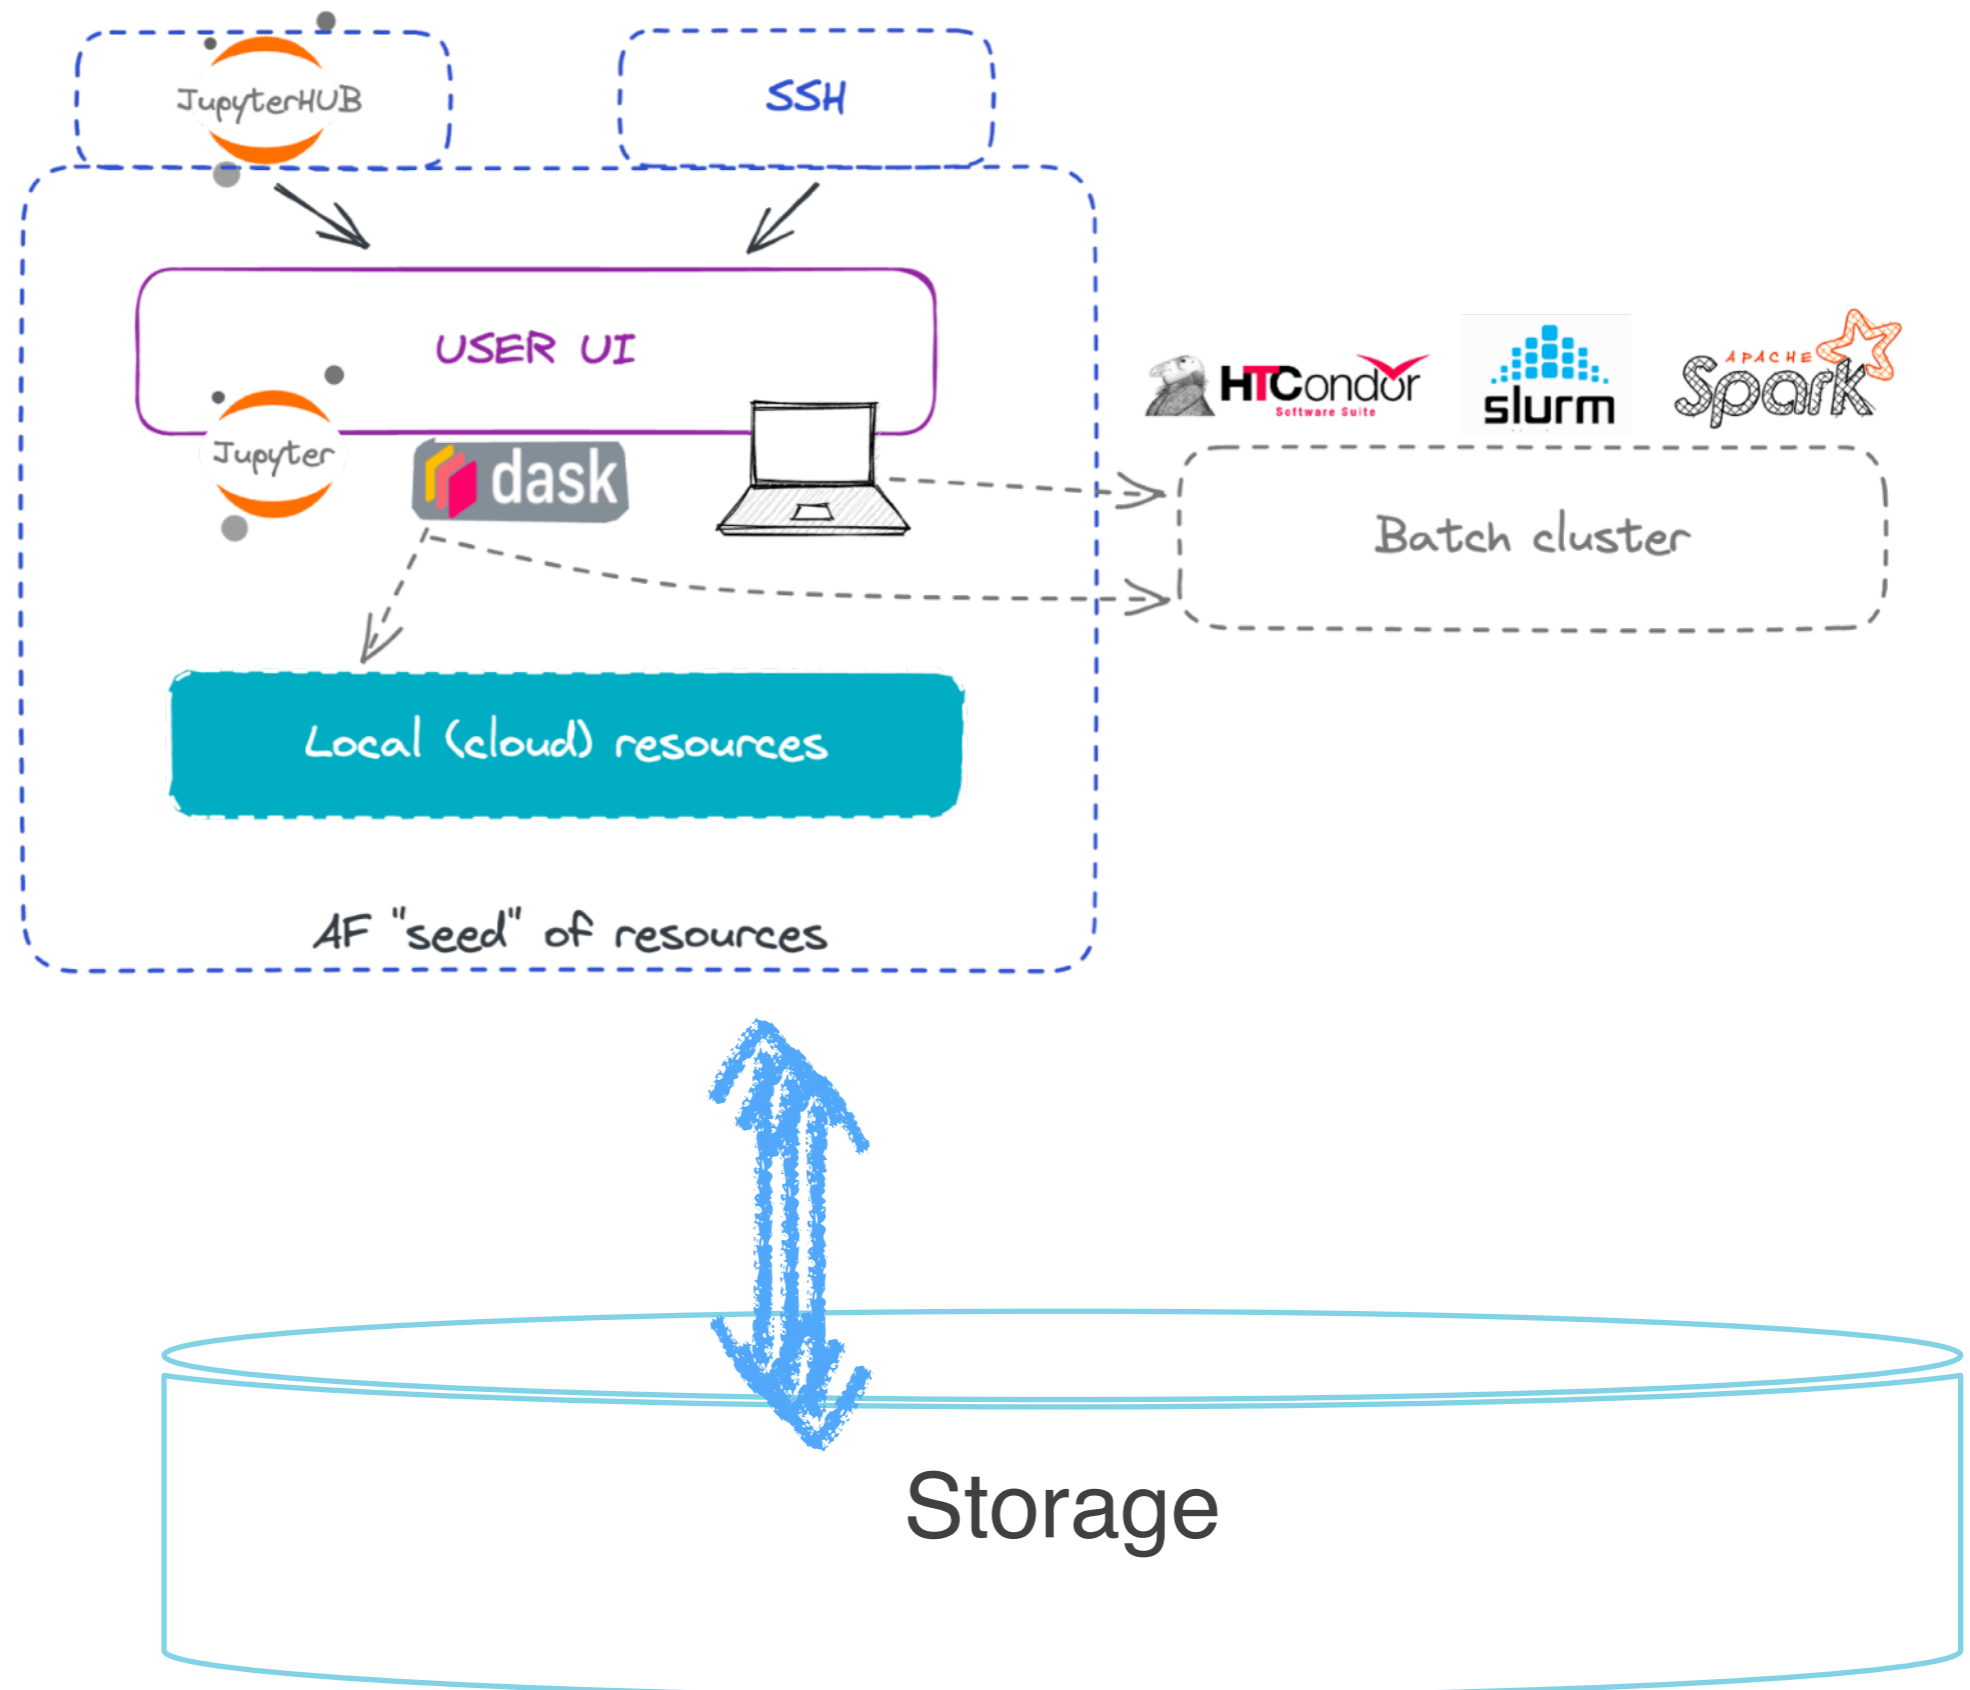 JupyterHUB
SSH
USER UI
Jupyter
dask
HTCondor
Software Suite
slurm
APACHE
Spark
Batch cluster
Local (cloud) resources
AF "seed" of resources
Storage